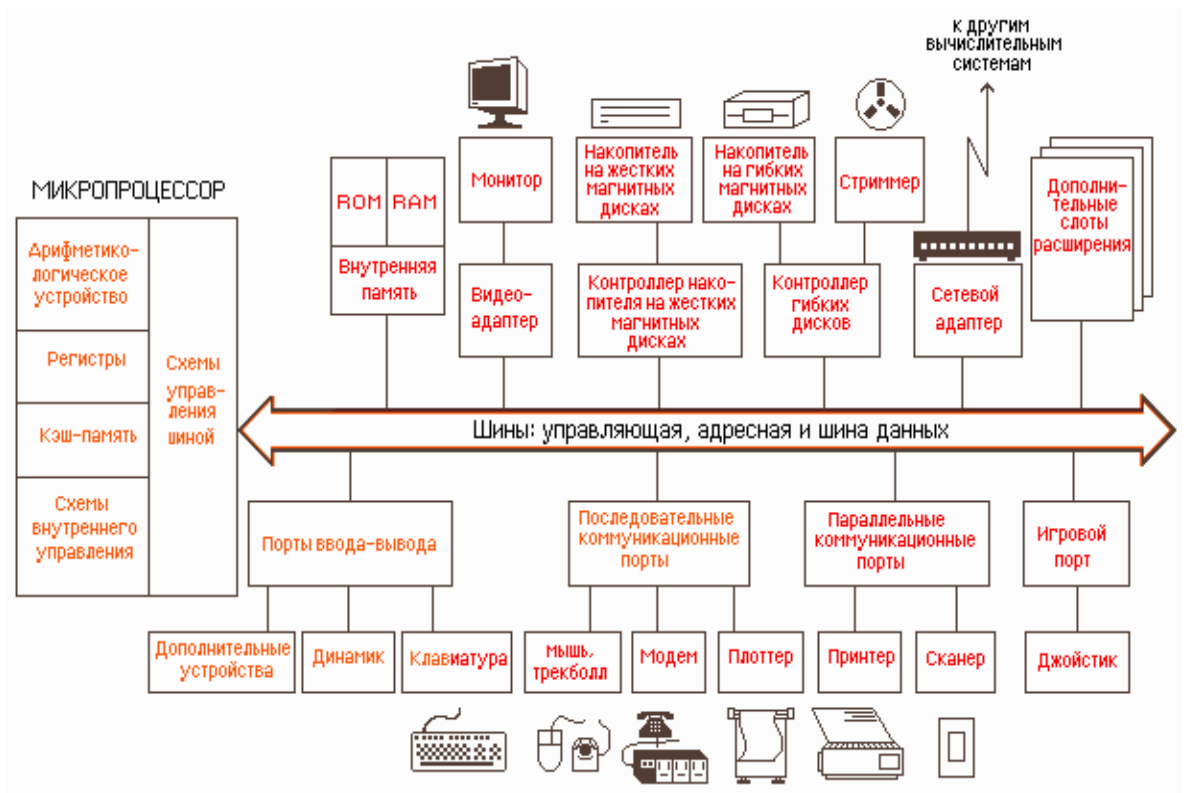 к другим
вычислительным
системам
МИКРОПРОЦЕССОР
Арифметико-
логическое
устройство
Регистры
Кэш-память
Схемы
внутреннего
управления
Схемы
управ-
ления
шиной
ROM
RAM
Внутренняя
память
Монитор
Видео-
адаптер
Накопитель
на жестких
магнитных
дисках
Контроллер нако-
пителя на жестких
магнитных
дисках
Накопитель
на гибких
магнитных
дисках
Стриммер
Контроллер
гибких
дисков
Сетевой
адаптер
Дополни-
тельные
слоты
расширения
Шины: управляющая, адресная и шина данных
Порты ввода-вывода
Последовательные
коммуникационные
порты
Параллельные
коммуникационные
порты
Игровой
порт
Дополнительные
устройства
Динамик
Клавиатура
мышь,
трекболл
Модем
Плоттер
Принтер
Сканер
Джойстик